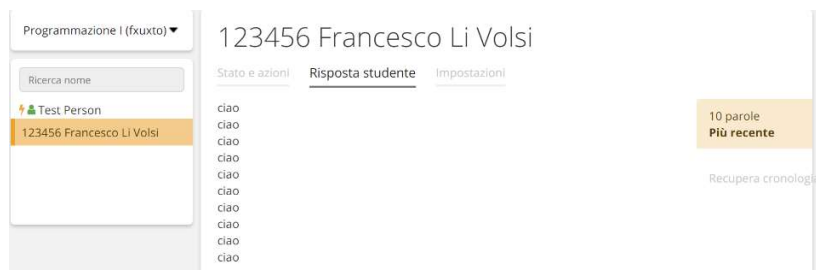 Programmazione I (fxuxto)
Ricerca nome
Test Person
123456 Francesco Li Volsi
123456 Francesco Li Volsi
Stato e azioni Risposta studente Impostazioni
ciao
ciao
ciao
ciao
ciao
ciao
ciao
ciao
ciao
ciao
10 parole
Più recente
Recupera cronologia